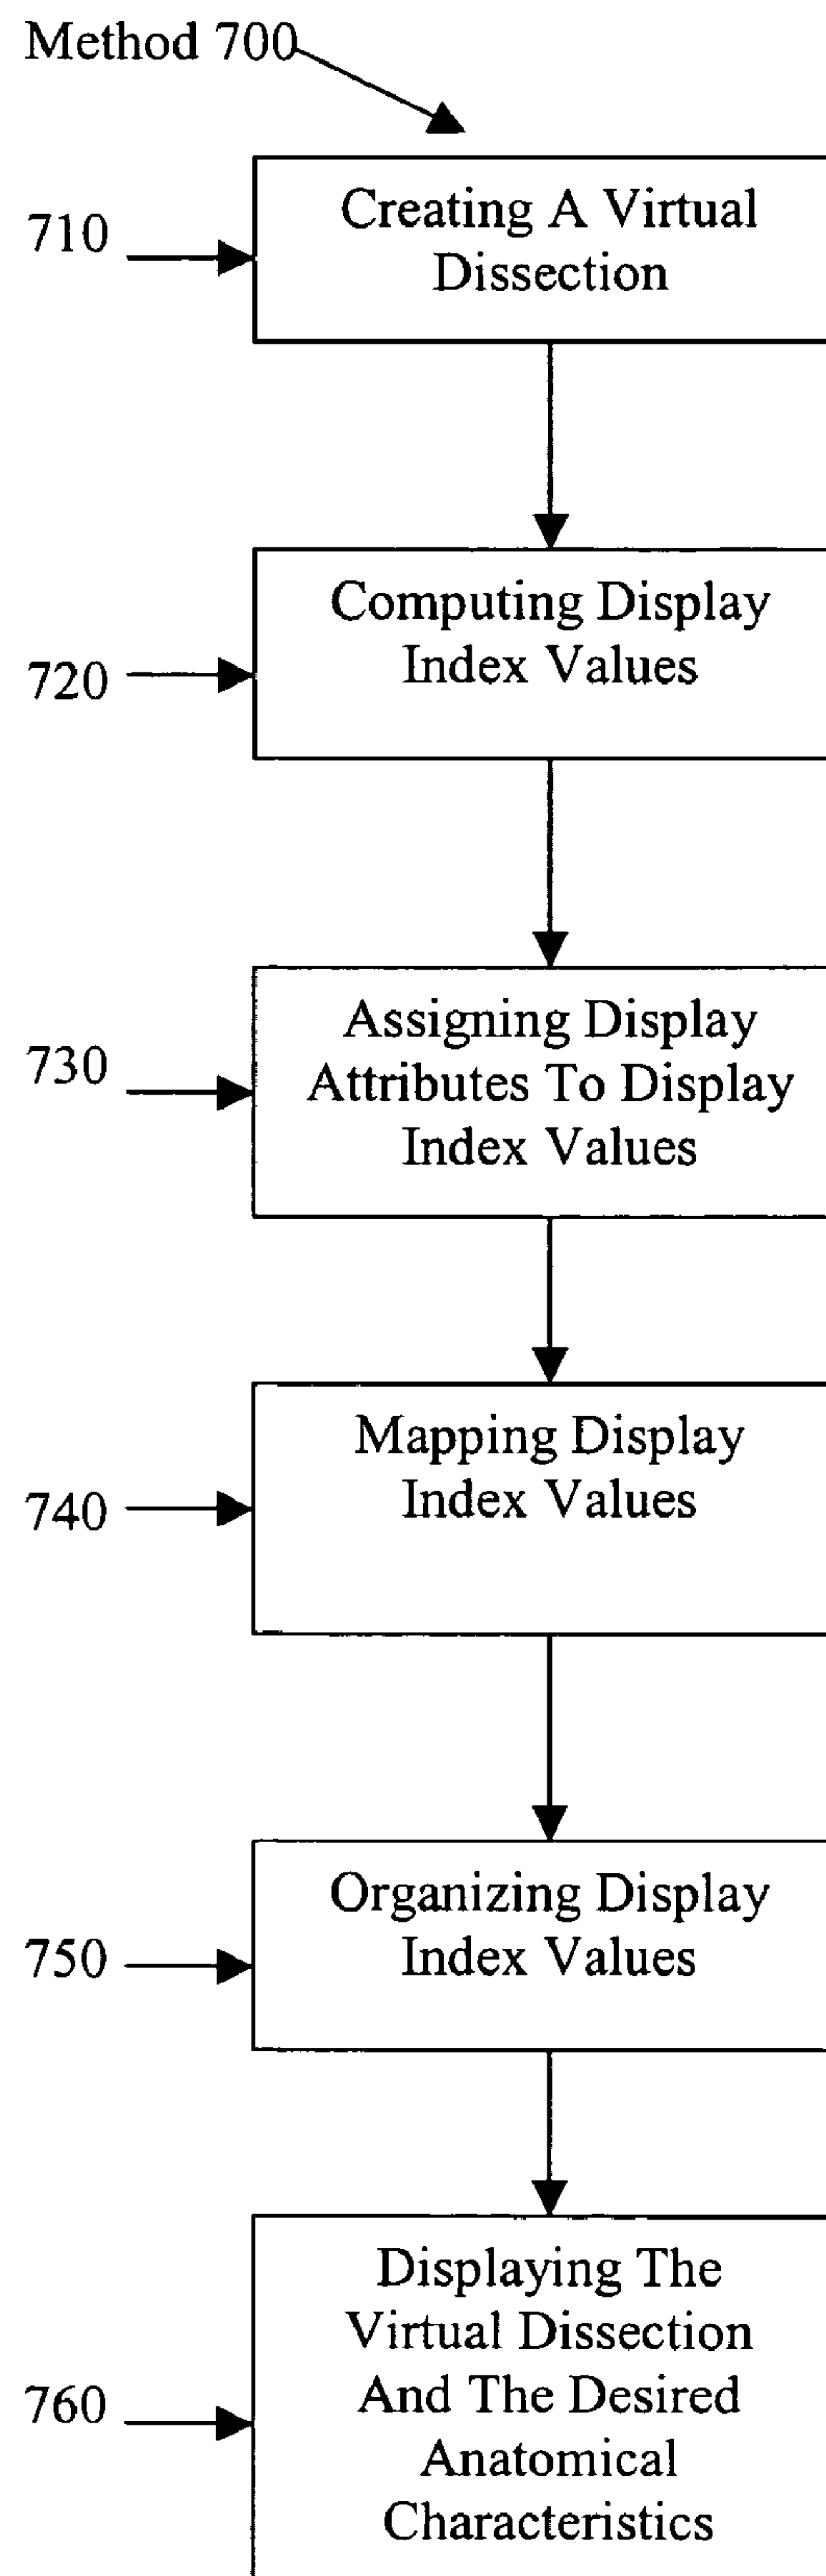 Method 700
710
Creating A Virtual
Dissection
720
Computing Display
Index Values
730
Assigning Display
Attributes To Display
Index Values
740
Mapping Display
Index Values
750
Organizing Display
Index Values
760
Displaying The
Virtual Dissection
And The Desired
Anatomical
Characteristics